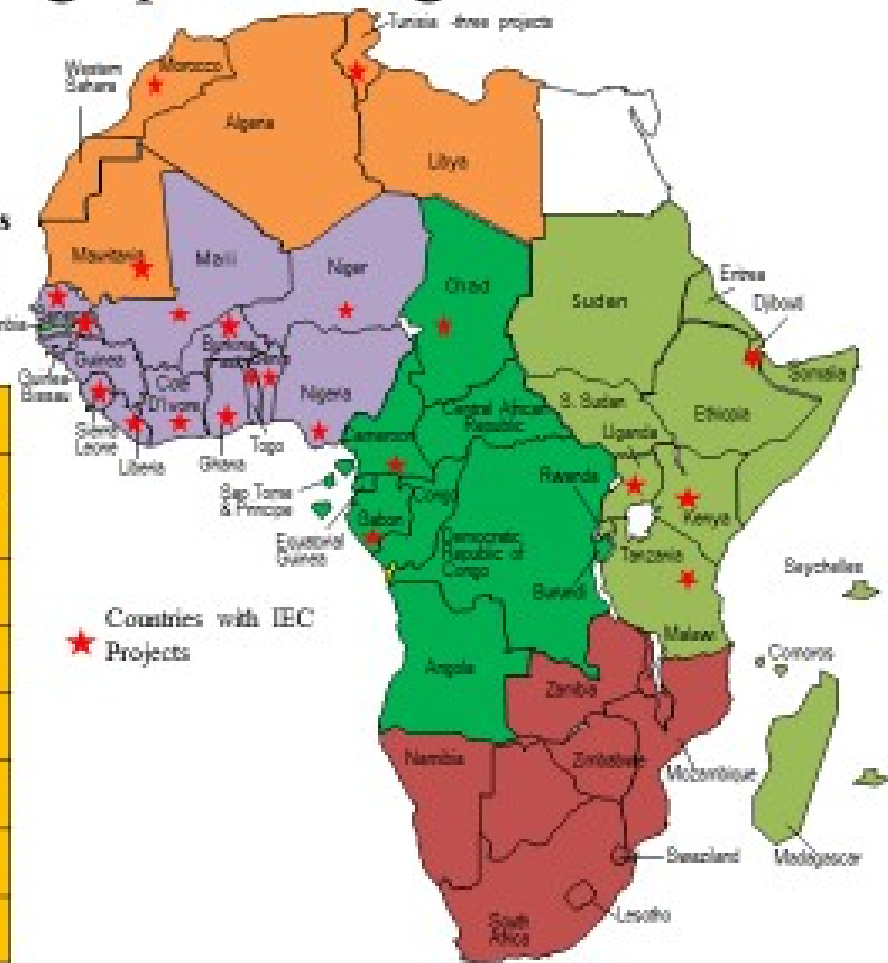 Tunisia -three projects
Western
Sahara
Morocco
Algeria
Libya
s
Mauritania
Mali
Niger
Chad
Sudan
Eritrea
Djibouti
Somalia
Guinea
Nigeria
Guinea-
Bissau
Cote
D'Ivore
Central African
Republic
S. Sudan
Ethiopia
Uganda
Cameroon
Sierra
Leone
Liberia
Ghana
Togo
Sao Tome
& Principe
Congo
Rwanda
Kenya
Gabon
Equatorial
Guinea
Democratic
Republic of
Congo
Tanzania
Burundi
Seychelles
Countries with IEC
Projects
Malawi
Comoros
Angola
Zambia
Namibia
Zimbabwe
Mozambique
Swaziland
Madagascar
Lesotho
South
Africa